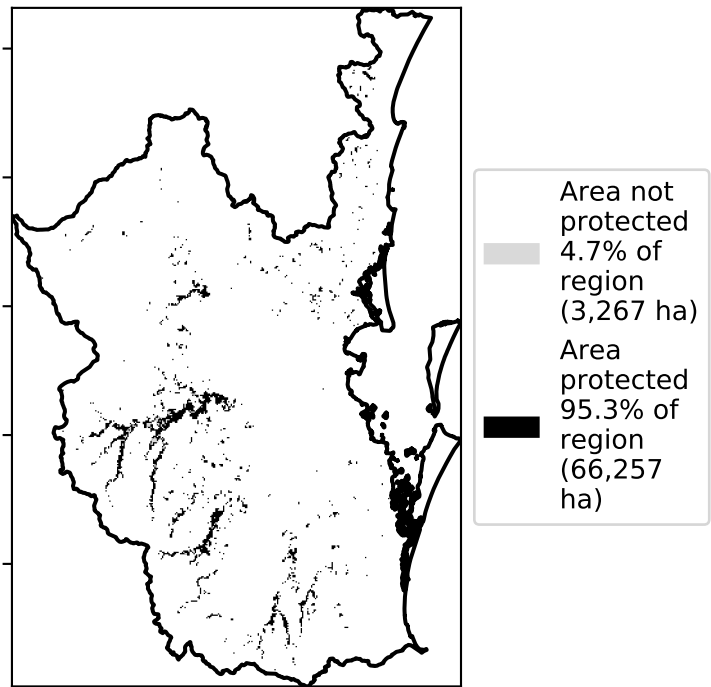 Area not
protected
4.7% of
region
(3,267 ha)
Area
protected
95.3% of
region
(66,257
ha)